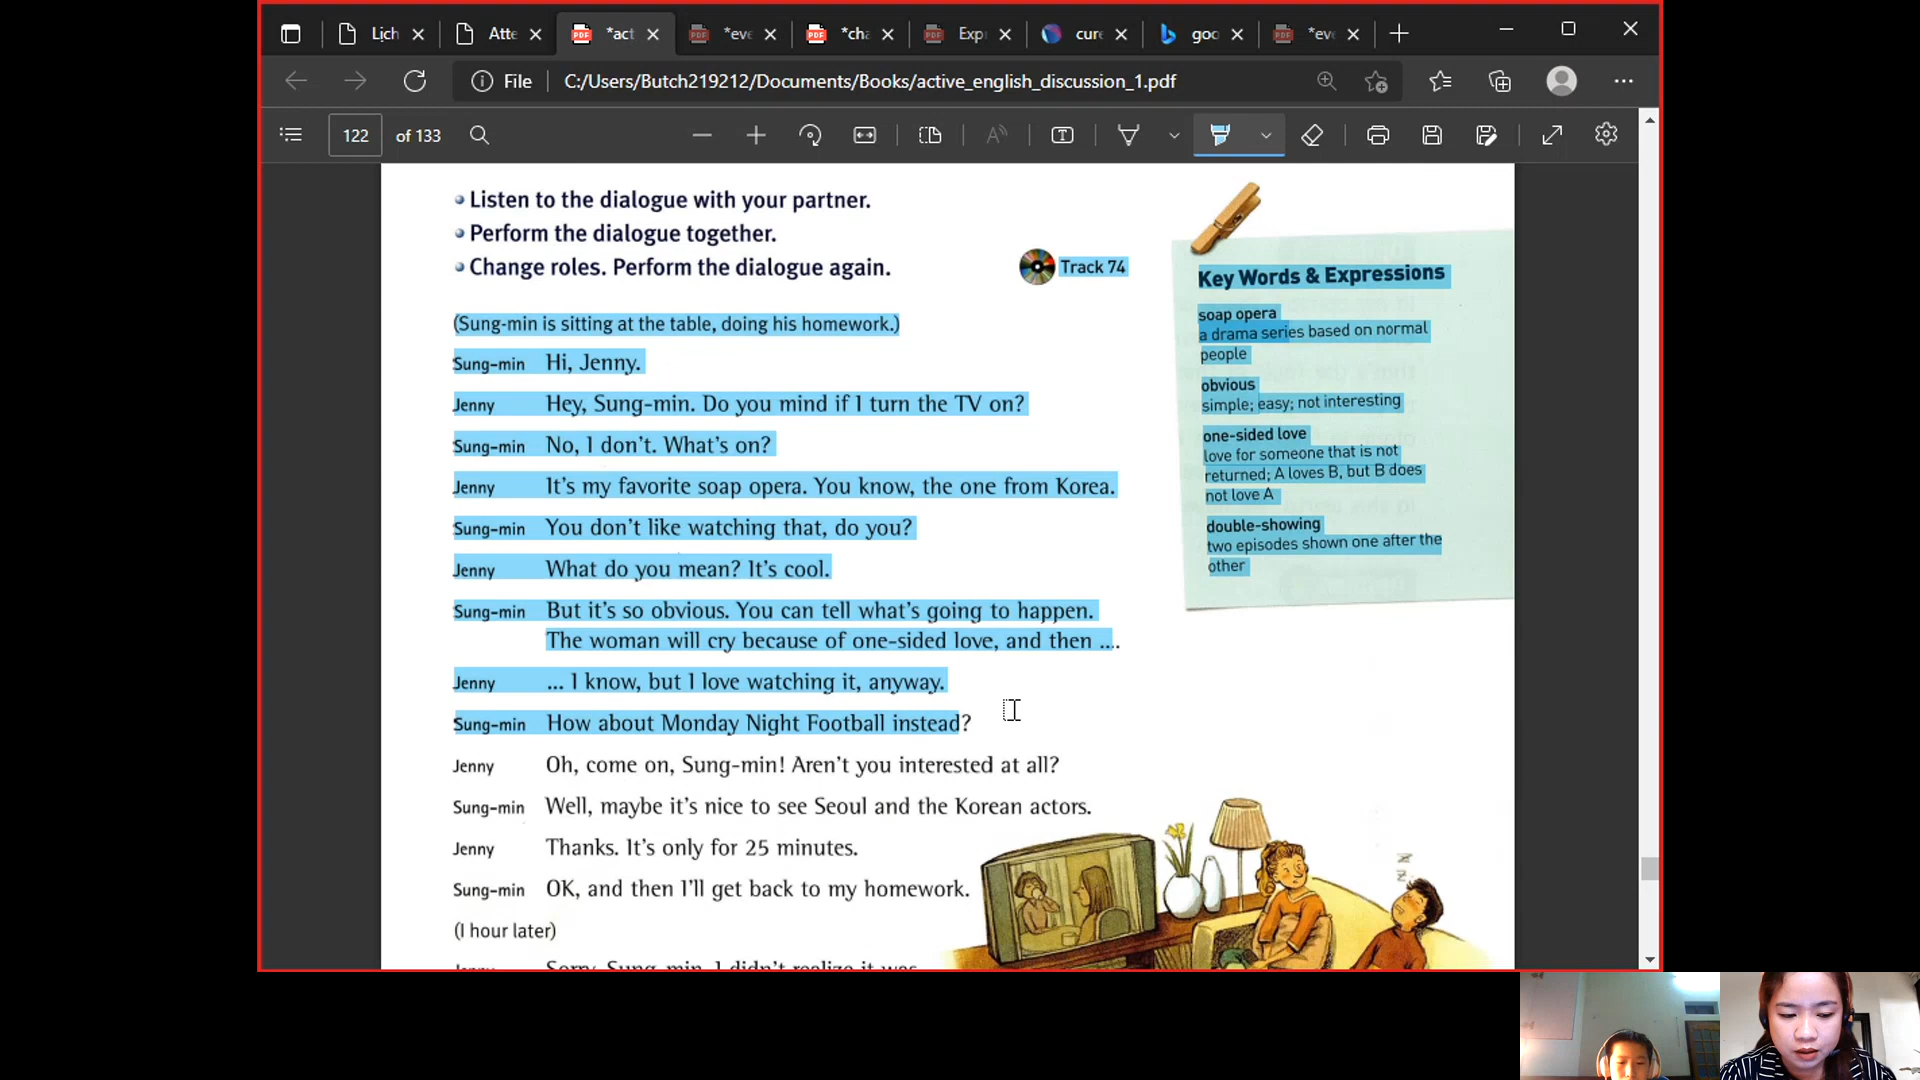 Lich
Atte
*act
*eve
*cha
Exp
cure
goo
*eve
File
C:/Users/Butch219212/Documents/Books/active_english_discussion_1.pdf
122 of 133
Listen to the dialogue with your partner.
Perform the dialogue together.
Change roles. Perform the dialogue again.
Track 74
(Sung-min is sitting at the table, doing his homework.)
Sung-min Hi, Jenny.
Jenny Hey, Sung-min. Do you mind if I turn the TV on?
Sung-min No, I don't. What's on?
Jenny It's my favorite soap opera. You know, the one from Korea.
Sung-min You don't like watching that, do you?
Jenny What do you mean? It's cool.
Sung-min But it's so obvious. You can tell what's going to happen.
The woman will cry because of one-sided love, and then ....
Jenny ... I know, but I love watching it, anyway.
Sung-min How about Monday Night Football instead?
Jenny Oh, come on, Sung-min! Aren't you interested at all?
Sung-min Well, maybe it's nice to see Seoul and the Korean actors.
Jenny Thanks. It's only for 25 minutes.
Sung-min OK, and then I'll get back to my homework.
(1 hour later)
Jenny Sorry, Sung-min. I didn't realize it was
Key Words & Expressions
soap opera
a drama series based on normal
people
obvious
simple; easy; not interesting
one-sided love
love for someone that is not
returned; A loves B, but B does
not love A
double-showing
two episodes shown one after the
other